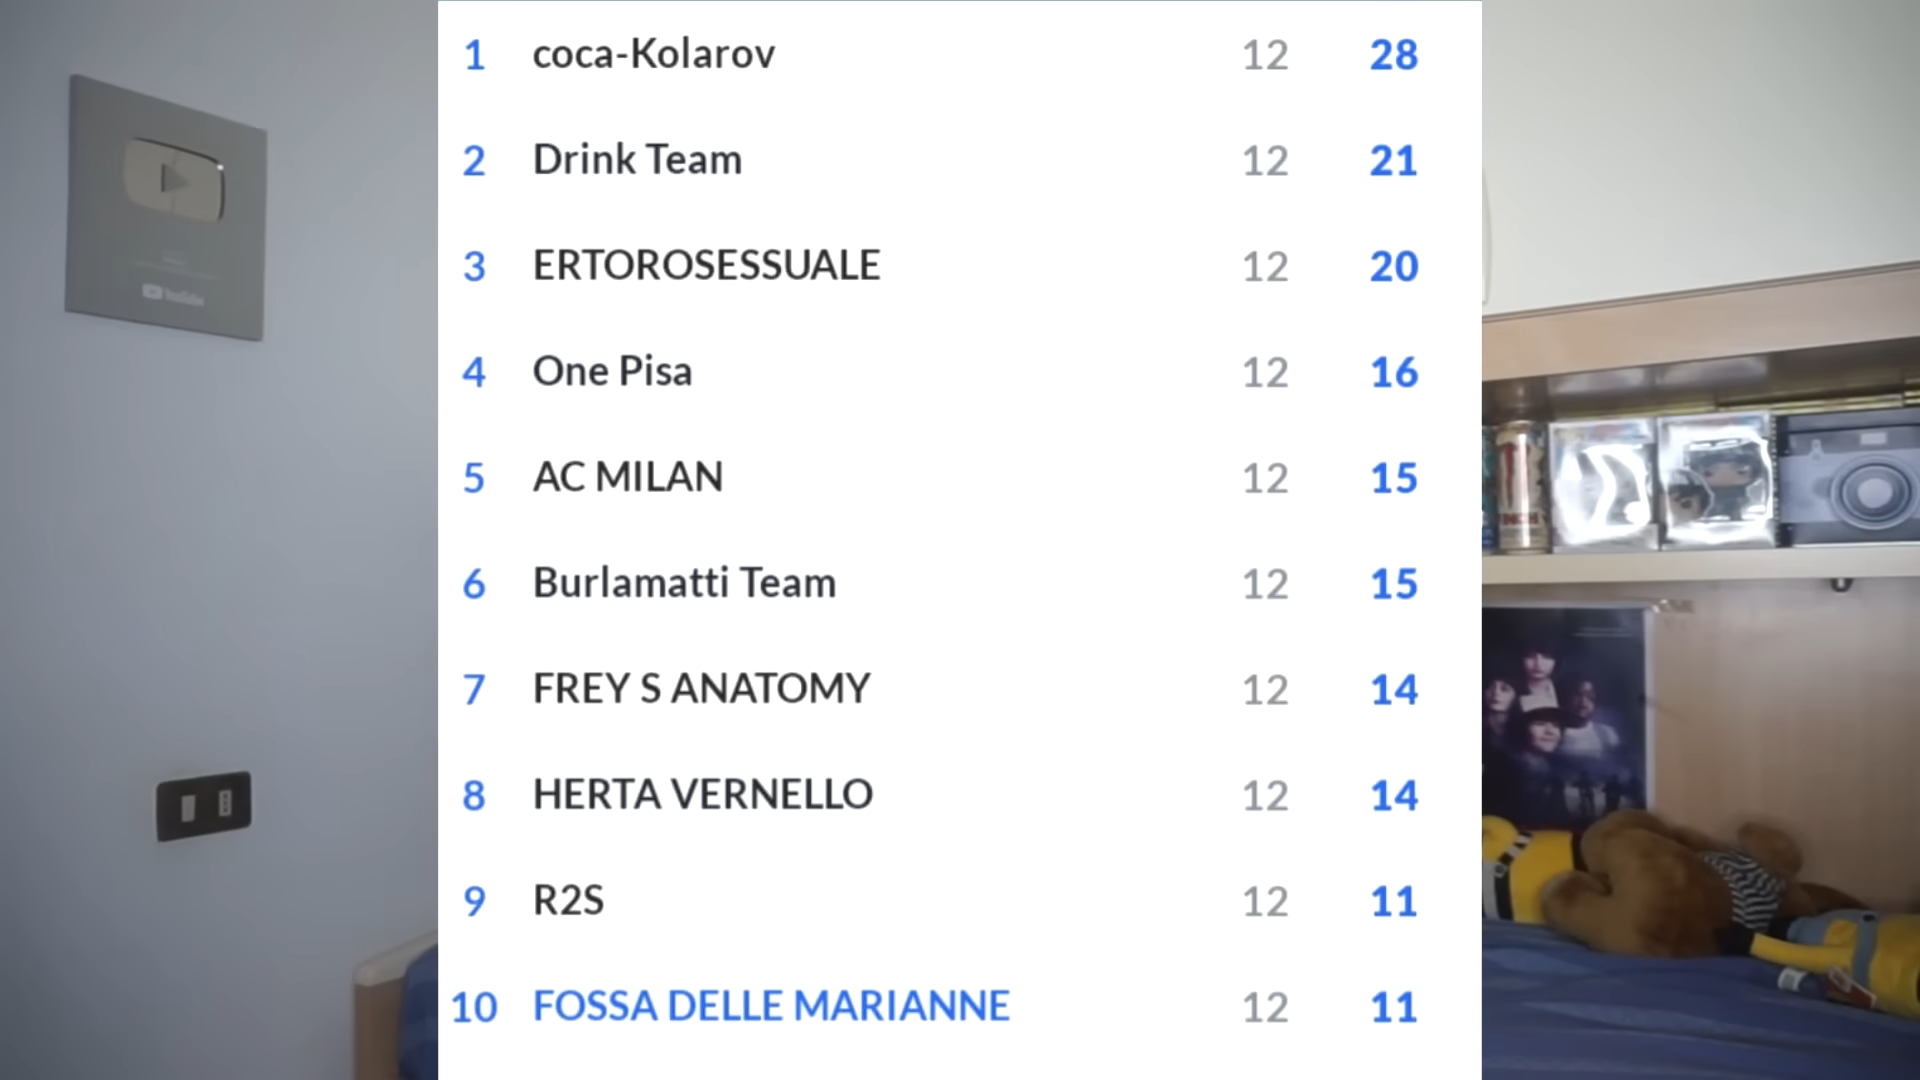 1 coca-Kolarov 12 28
2 Drink Team 12 21
3 ERTOROSESSUALE 12 20
4 One Pisa 12 16
5 AC MILAN 12 15
6 Burlamatti Team 12 15
7 FREY S ANATOMY 12 14
8 HERTA VERNELLO 12 14
9 R2S 12 11
10 FOSSA DELLE MARIANNE 12 11
YouTube